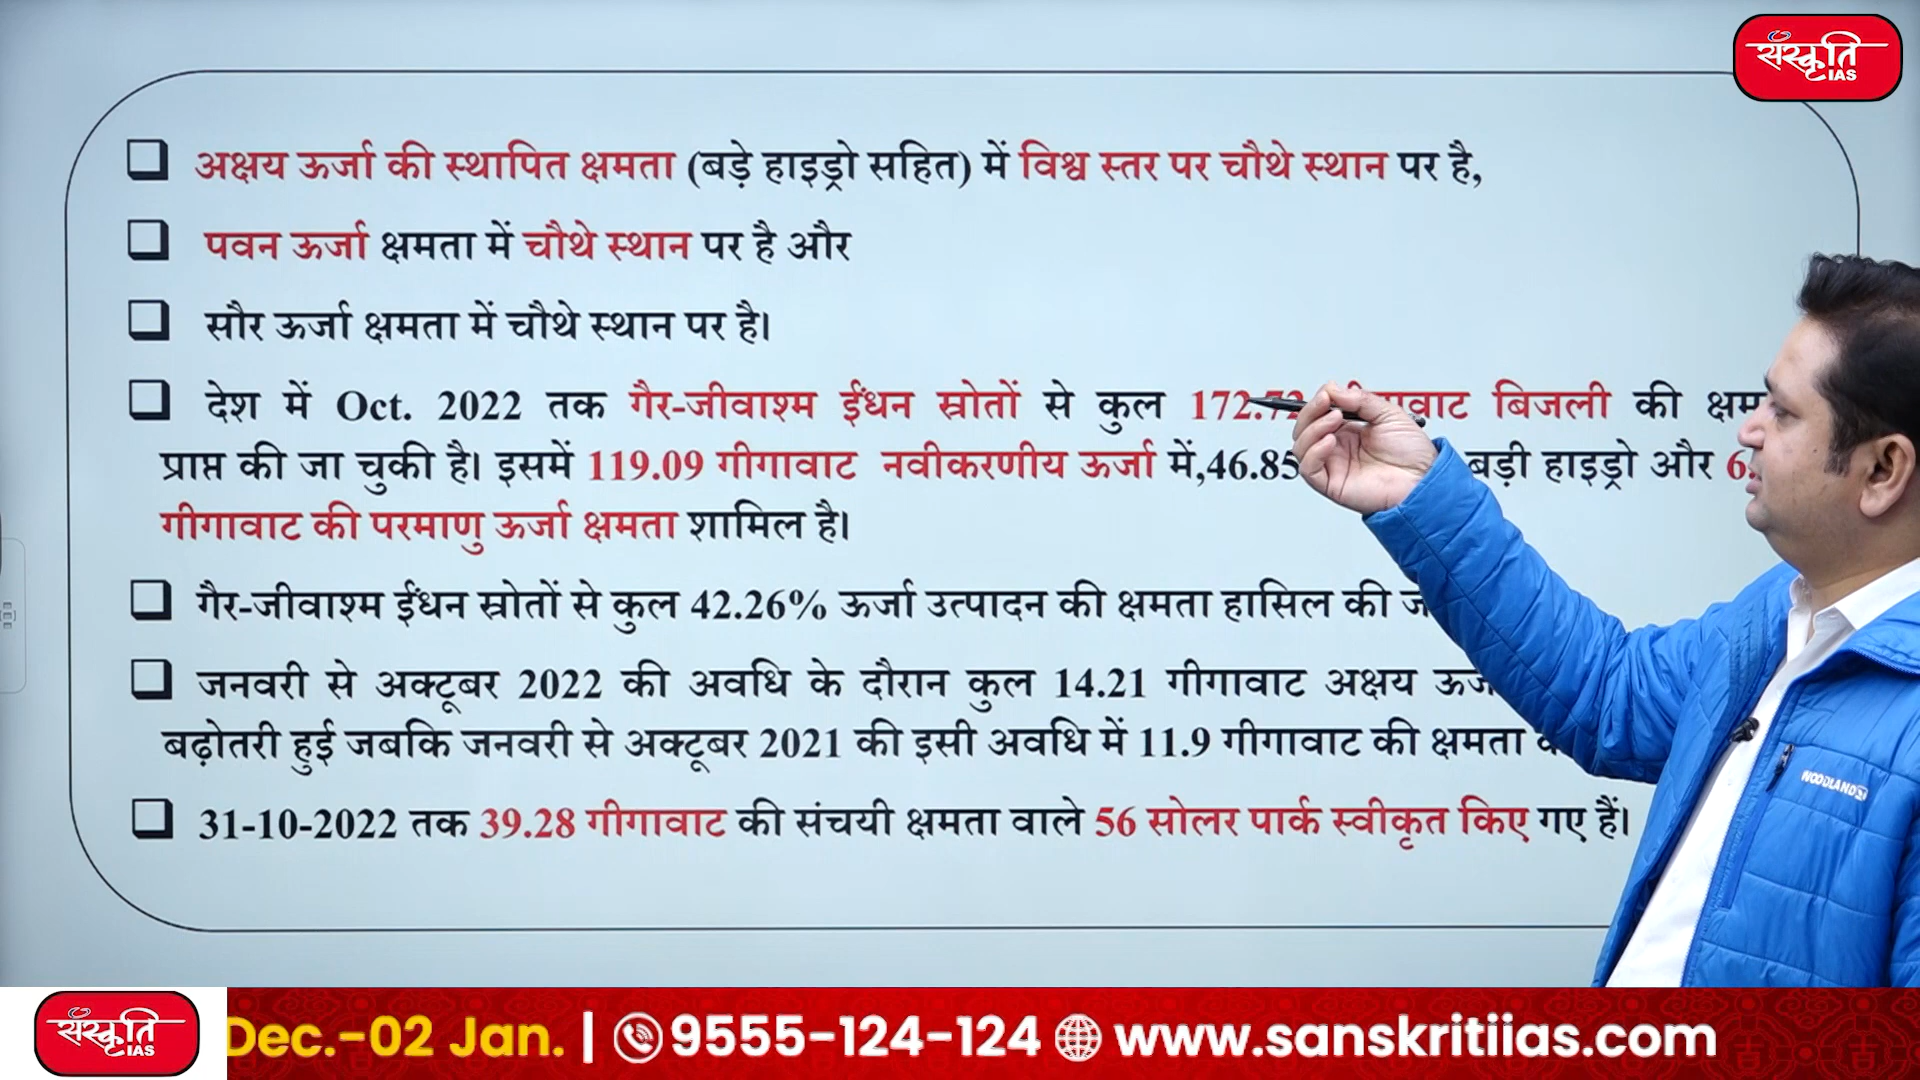 संस्कृति
IAS
अक्षय ऊर्जा की स्थापित क्षमता (बड़े हाइड्रो सहित) में विश्व स्तर पर चौथे स्थान पर है,
पवन ऊर्जा क्षमता में चौथे स्थान पर है और
सौर ऊर्जा क्षमता में चौथे स्थान पर है।
देश में Oct. 2022 तक गैर-जीवाश्म ईंधन स्रोतों से कुल 172.72 बिजली की
प्राप्त की जा चुकी है। इसमें 119.09 गीगावाट नवीकरणीय ऊर्जा में,46.85 बड़ी हाइड्रो और
गीगावाट की परमाणु ऊर्जा क्षमता शामिल है।
गैर-जीवाश्म ईंधन स्रोतों से कुल 42.26% ऊर्जा उत्पादन की क्षमता हासिल की
जनवरी से अक्टूबर 2022 की अवधि के दौरान कुल 14.21 गीगावाट अक्षय
बढ़ोतरी हुई जबकि जनवरी से अक्टूबर 2021 की इसी अवधि में 11.9 गीगावाट की क्षमता
31-10-2022 तक 39.28 गीगावाट की संचयी क्षमता वाले 56 सोलर पार्क स्वीकृत किए गए हैं।
WOODLAND
संस्कृति
IAS
Dec.-02 Jan. | 9555-124-124 www.sanskritiias.com